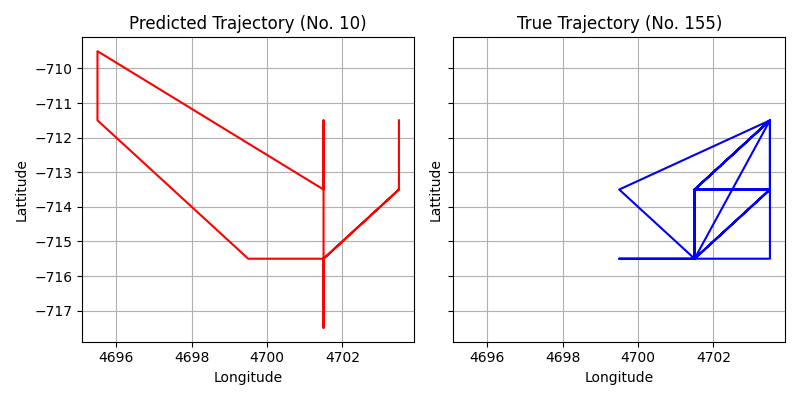 Predicted Trajectory (No. 10)
True Trajectory (No. 155)
Lattitude
−710
−711
−712
−713
−714
−715
−716
−717
4696
4698
4700
4702
Longitude
Lattitude
4696
4698
4700
4702
Longitude